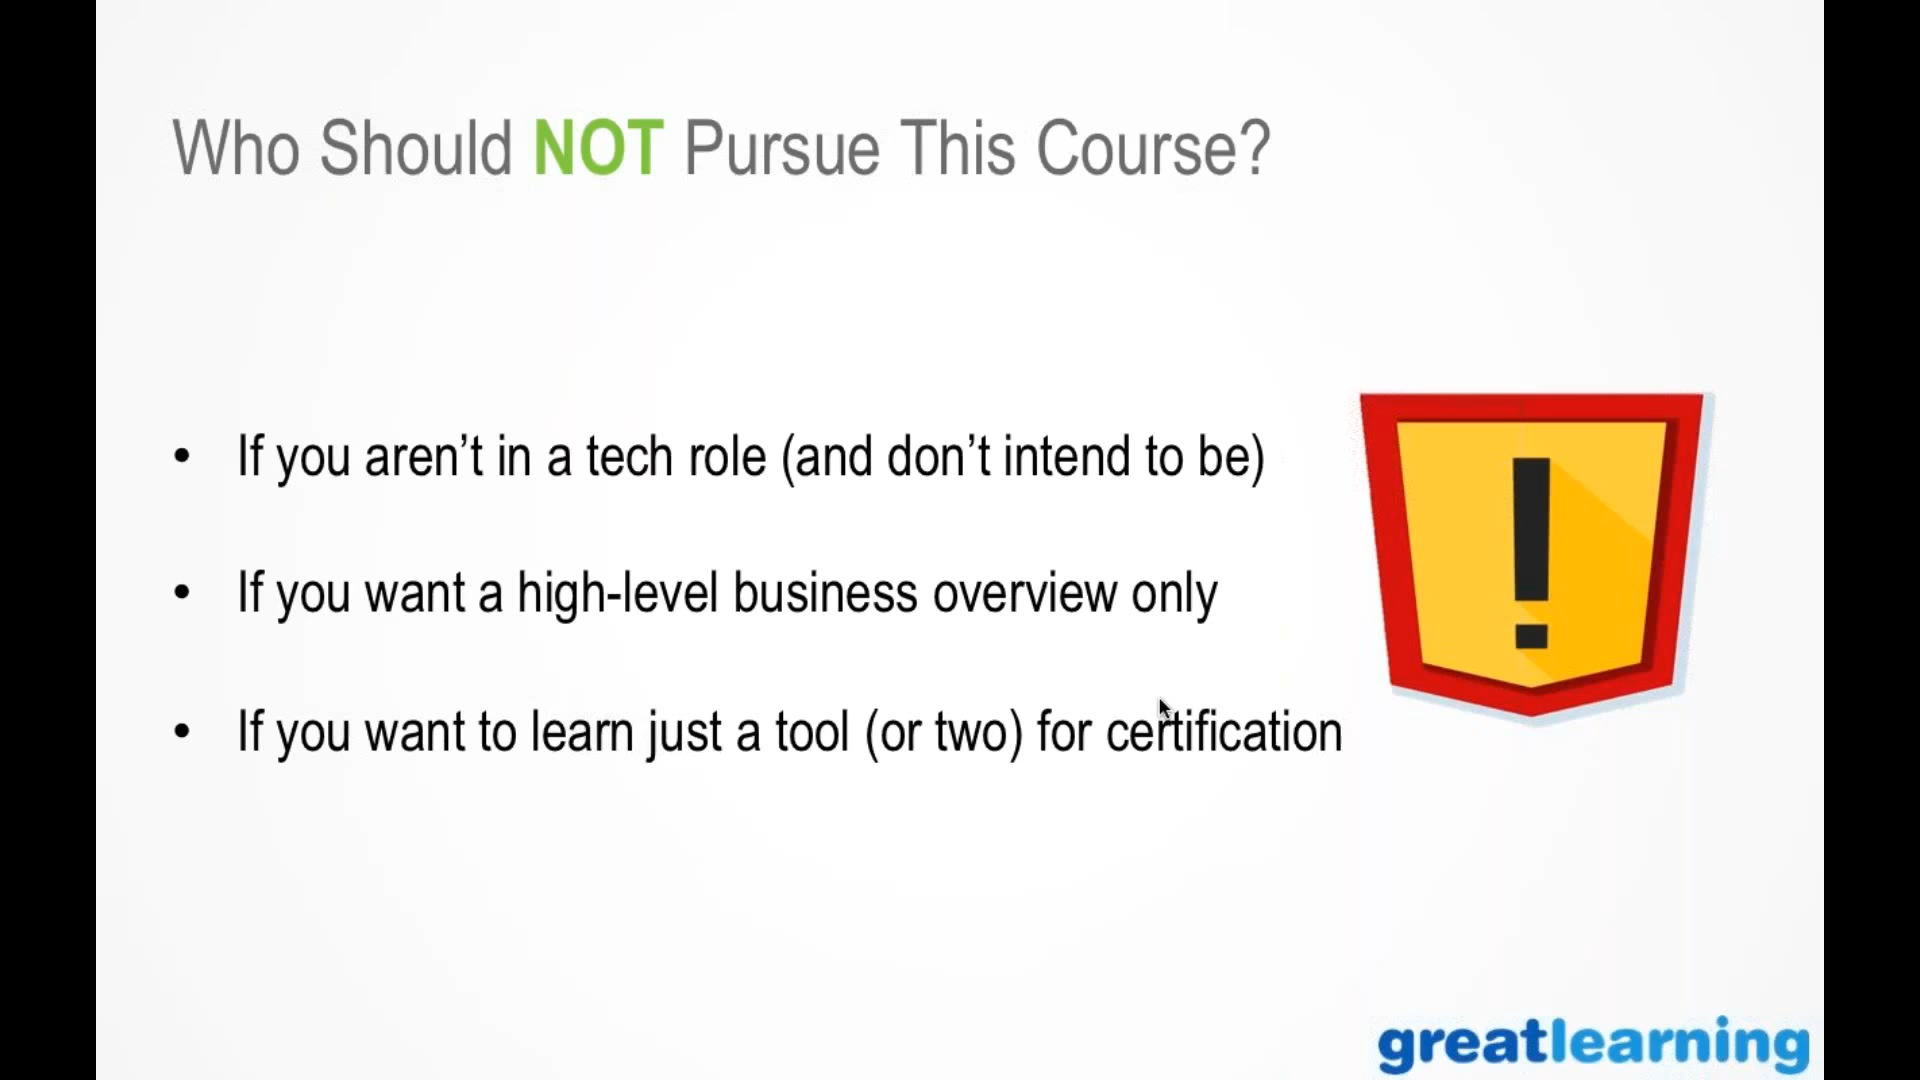 Who Should NOT Pursue This Course?
• If you aren’t in a tech role (and don’t intend to be)
• If you want a high-level business overview only
• If you want to learn just a tool (or two) for certification
!
greatlearning